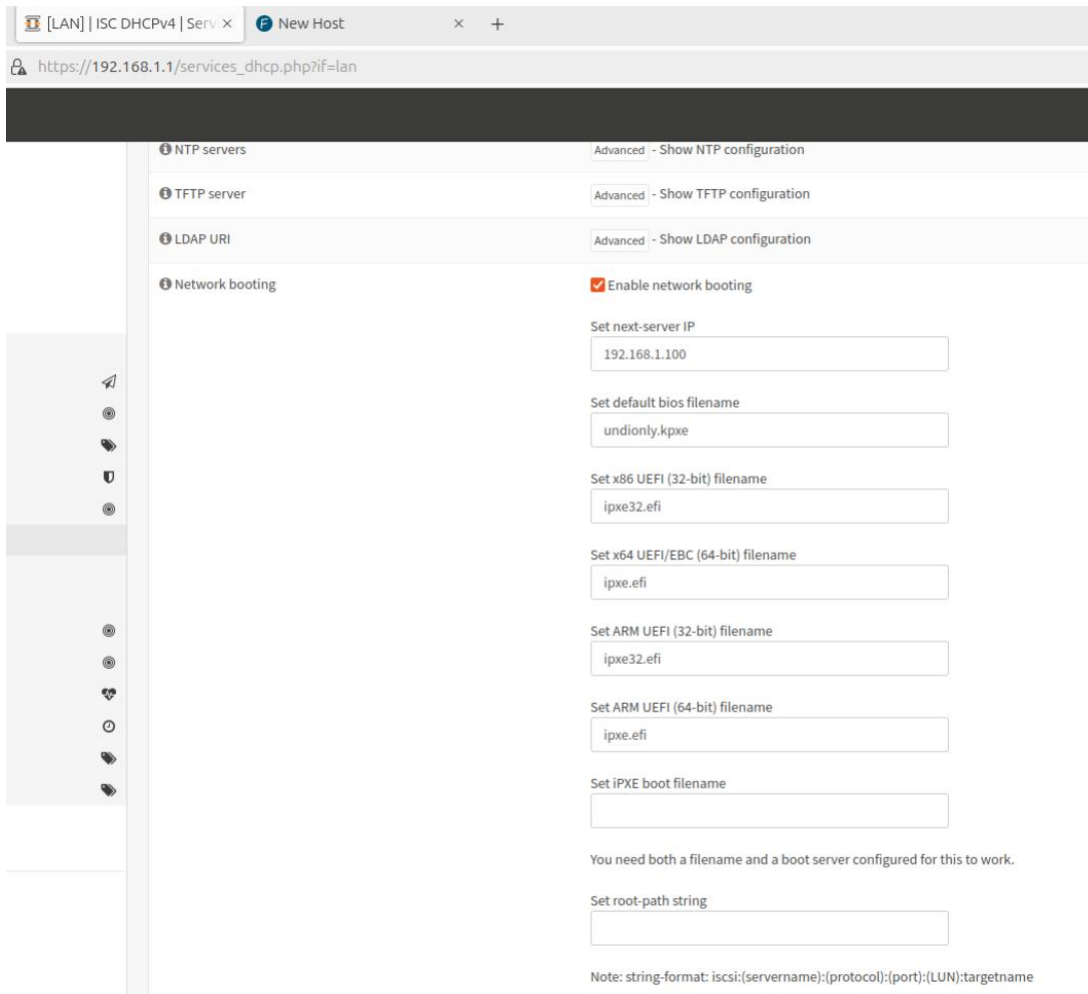 [LAN] | ISC DHCPv4 | Serv
New Host
https://192.168.1.1/services_dhcp.php?if=lan
NTP servers
Advanced - Show NTP configuration
TFTP server
Advanced - Show TFTP configuration
LDAP URI
Advanced - Show LDAP configuration
Network booting
Enable network booting
Set next-server IP
192.168.1.100
Set default bios filename
undionly.kpxe
Set x86 UEFI (32-bit) filename
ipxe32.efi
Set x64 UEFI/EBC (64-bit) filename
ipxe.efi
Set ARM UEFI (32-bit) filename
ipxe32.efi
Set ARM UEFI (64-bit) filename
ipxe.efi
Set iPXE boot filename
You need both a filename and a boot server configured for this to work.
Set root-path string
Note: string-format: iscsi:(servername):(protocol):(port):(LUN):targetname